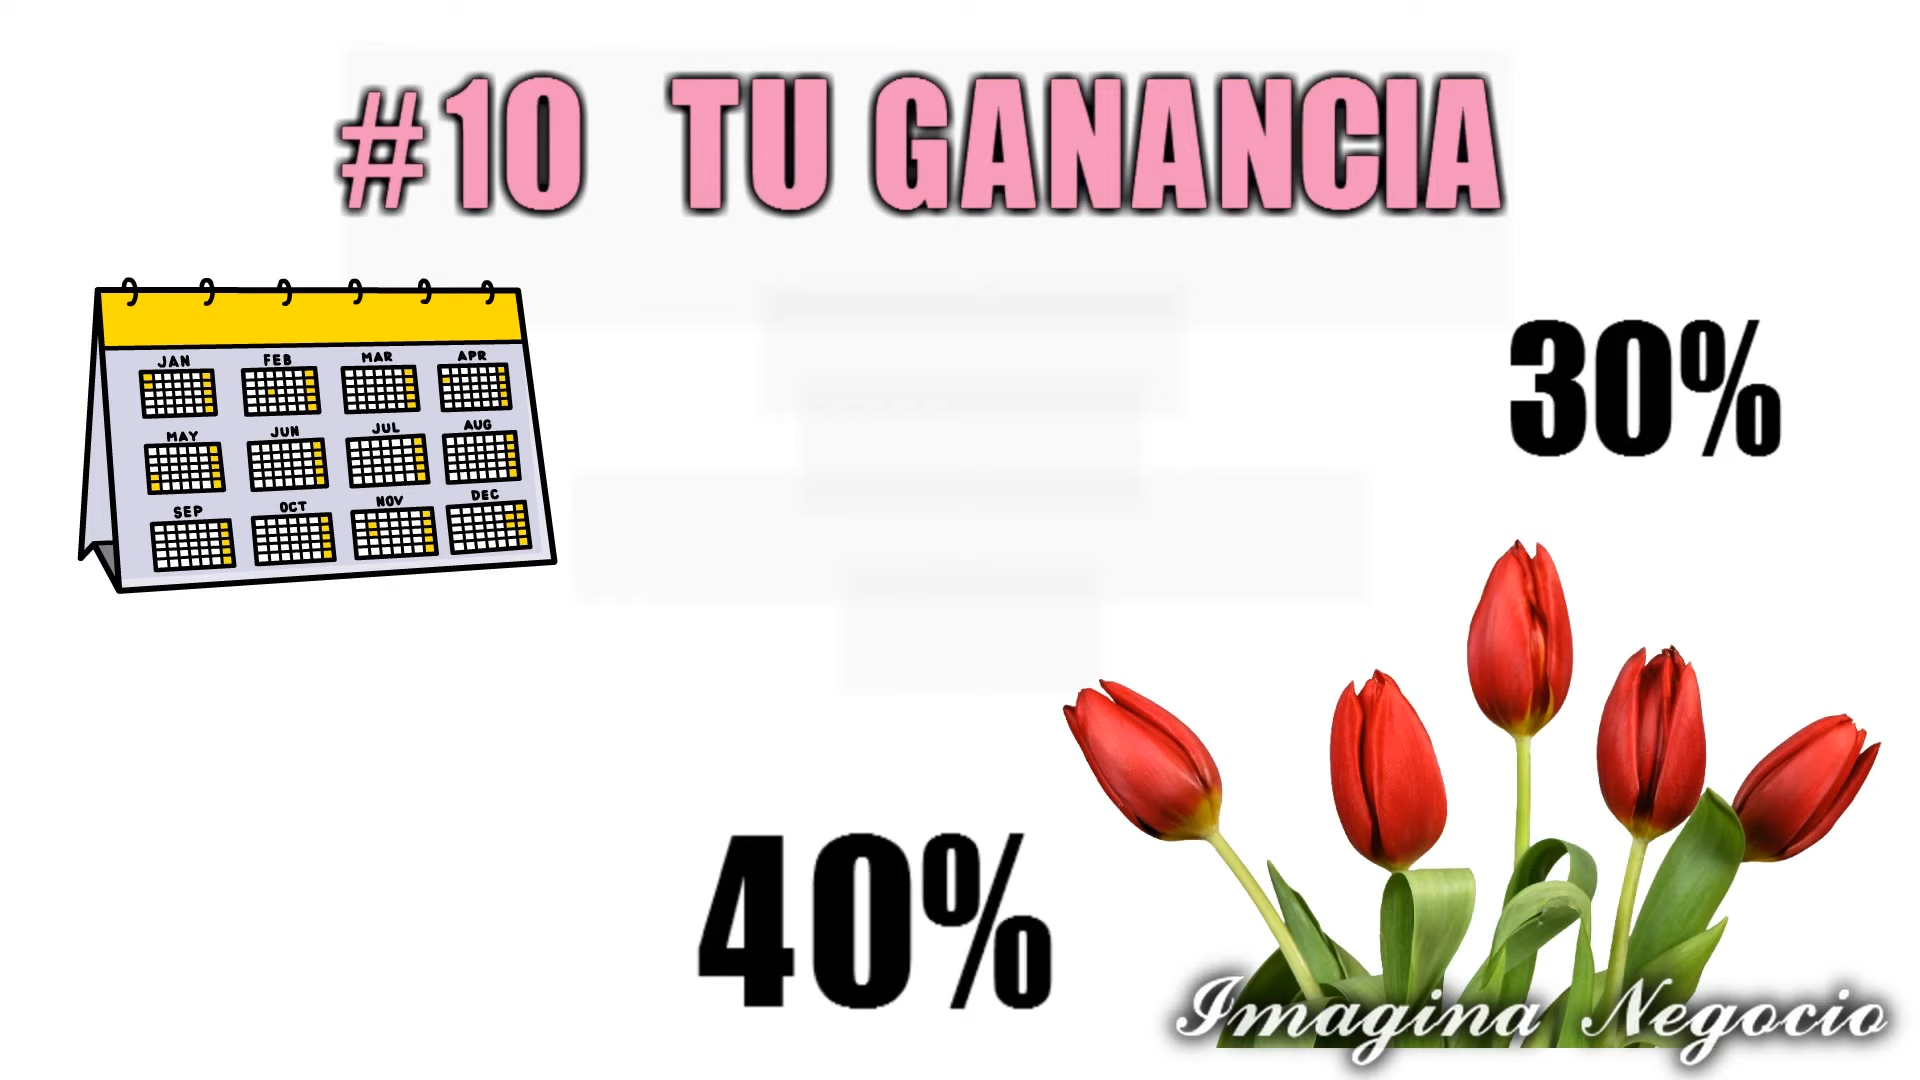 #10 TU GANANCIA
JAN FEB MAR APR
MAY JUN JUL AUG
SEP OCT NOV DEC
30%
40%
Imagina Negocio